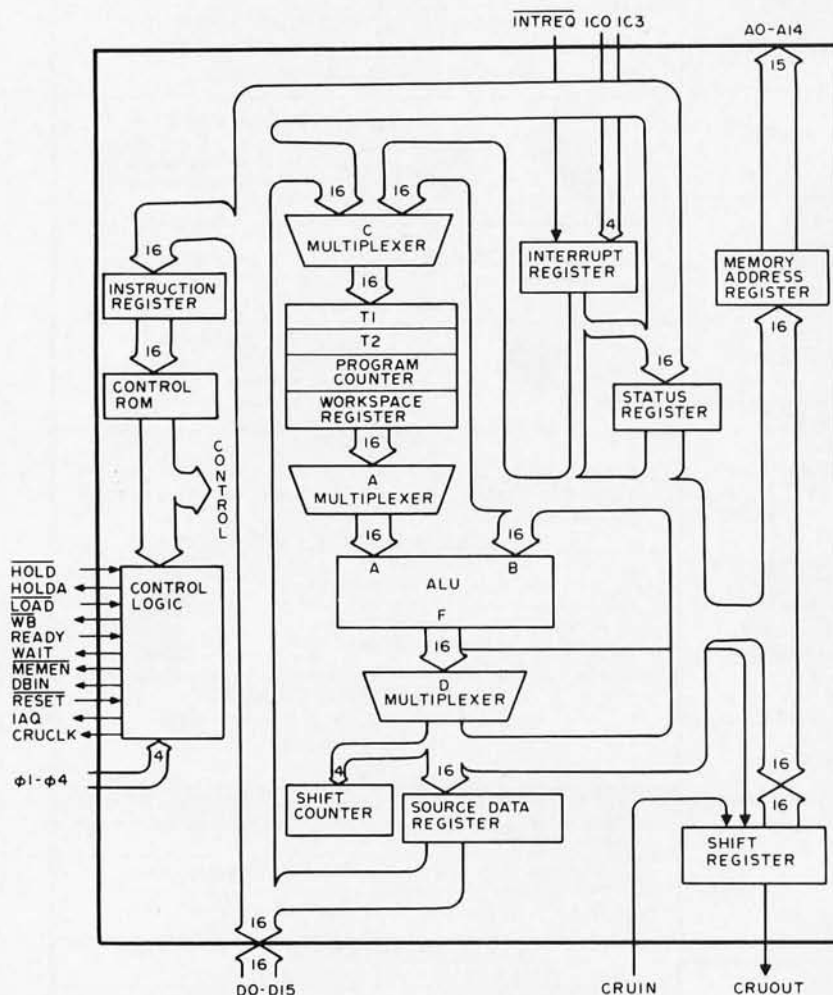 INTREQ IC0 IC3
A0-A14
15
16
16
16
4
C
MULTIPLEXER
INTERRUPT
REGISTER
MEMORY
ADDRESS
REGISTER
INSTRUCTION
REGISTER
16
16
T1
T2
PROGRAM
COUNTER
WORKSPACE
REGISTER
16
16
CONTROL
ROM
STATUS
REGISTER
16
A
MULTIPLEXER
CONTROL
16
16
A
B
ALU
F
HOLD
HOLDA
LOAD
WB
READY
WAIT
MEMEN
DBIN
RESET
IAQ
CRUCLK
CONTROL
LOGIC
16
D
MULTIPLEXER
4
ϕ1-ϕ4
4
16
16
16
SHIFT
COUNTER
SOURCE DATA
REGISTER
SHIFT
REGISTER
16
16
D0-D15
CRUIN
CRUOUT